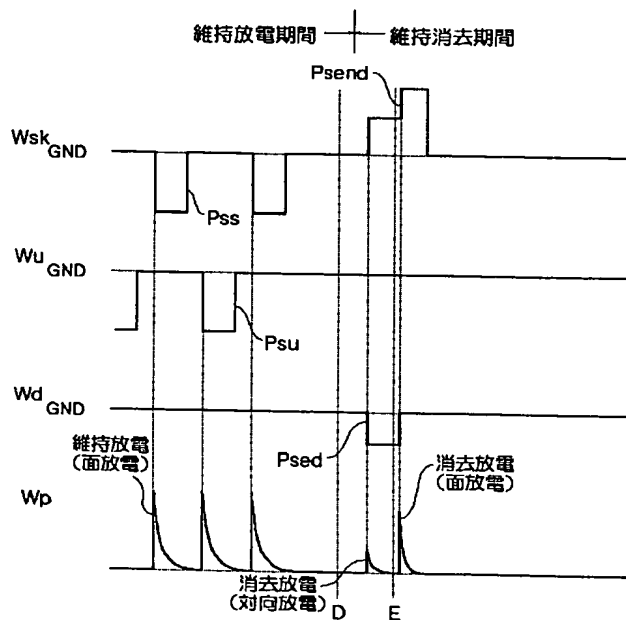 維持放電期間
維持消去期間
Psend
Wsk GND
Pss
Wu GND
Psu
Wd GND
維持放電
(面放電)
Psed
消去放電
(面放電)
Wp
消去放電
(対向放電)
D
E